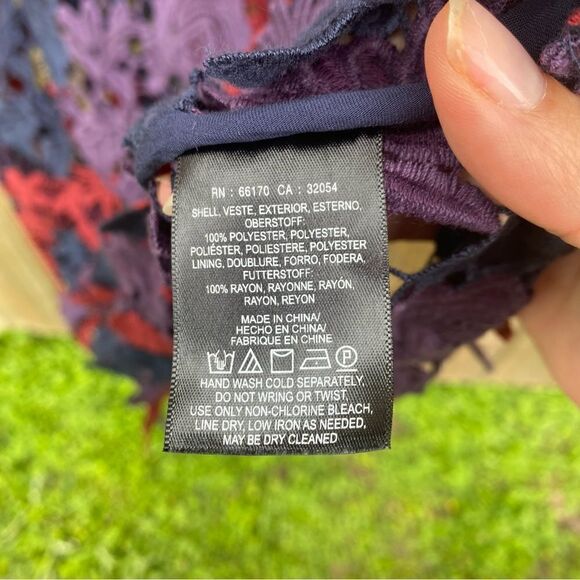 RN : 66170 CA : 32054
SHELL, VESTE, EXTERIOR, ESTERNO,
OBERSTOFF:
100% POLYESTER, POLYESTER,
POLIÉSTER, POLIESTERE, POLYESTER
LINING, DOUBLURE, FORRO, FODERA,
FUTTERSTOFF:
100% RAYON, RAYONNE, RAYÓN,
RAYON, REYON
MADE IN CHINA/
HECHO EN CHINA/
FABRIQUE EN CHINE
HAND WASH COLD SEPARATELY,
DO NOT WRING OR TWIST,
USE ONLY NON-CHLORINE BLEACH,
LINE DRY, LOW IRON AS NEEDED,
MAY BE DRY CLEANED